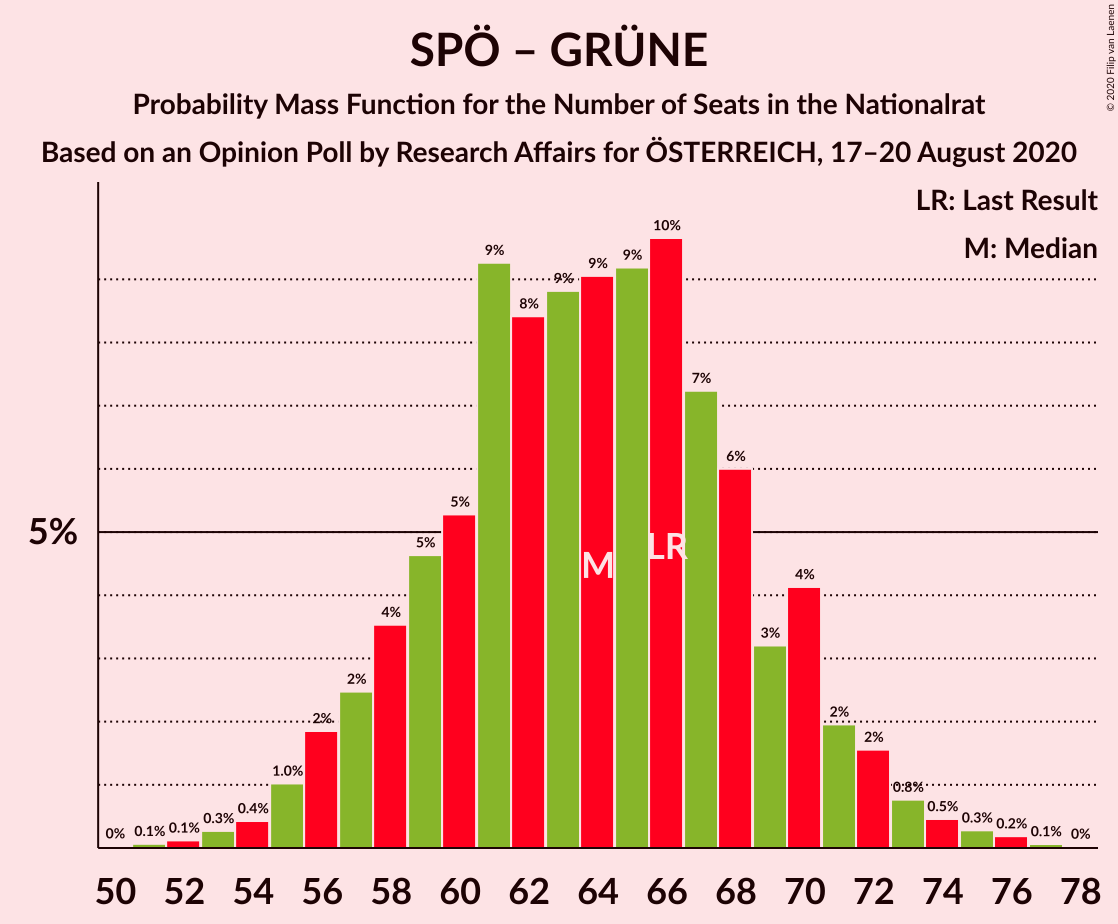 SPÖ – GRÜNE
Probability Mass Function for the Number of Seats in the Nationalrat
Based on an Opinion Poll by Research Affairs for ÖSTERREICH, 17–20 August 2020
© 2020 Filip van Laenen
LR: Last Result
M: Median
5%
0% 0.1% 0.1% 0.3% 0.4% 1.0% 2% 2% 4% 5% 5% 9% 8% 9% 9% 9% 10% 7% 6% 3% 4% 2% 2% 0.8% 0.5% 0.3% 0.2% 0.1% 0%
M LR
50 52 54 56 58 60 62 64 66 68 70 72 74 76 78